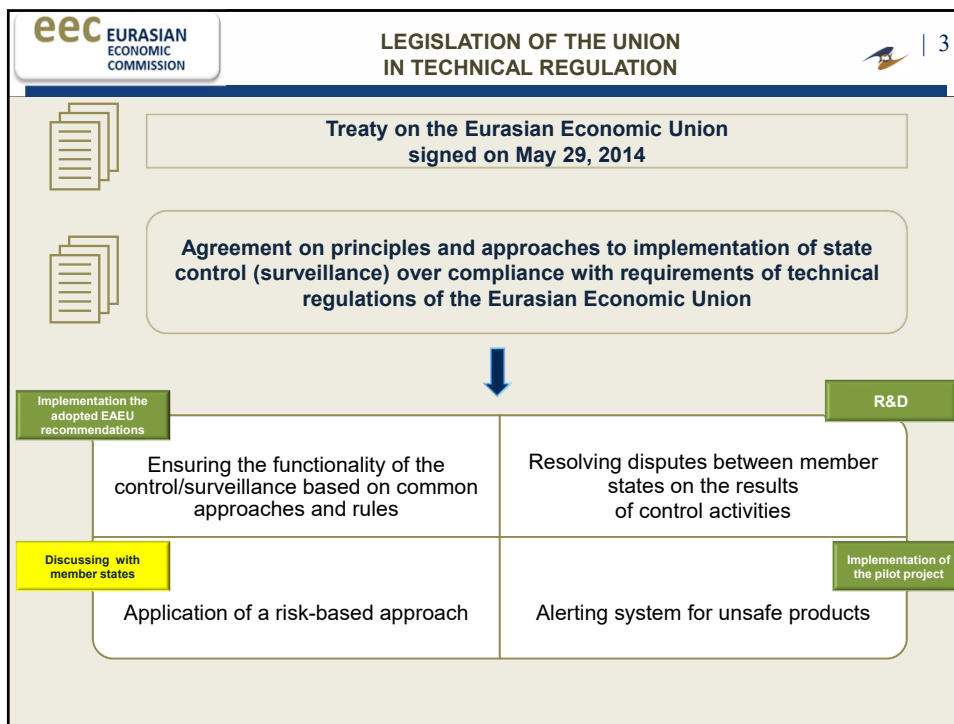 eec EURASIAN
ECONOMIC
COMMISSION
LEGISLATION OF THE UNION
IN TECHNICAL REGULATION
| 3
Treaty on the Eurasian Economic Union
signed on May 29, 2014
Agreement on principles and approaches to implementation of state
control (surveillance) over compliance with requirements of technical
regulations of the Eurasian Economic Union
Implementation the
adopted EAEU
recommendations
R&D
Ensuring the functionality of the
control/surveillance based on common
approaches and rules
Resolving disputes between member
states on the results
of control activities
Discussing with
member states
Implementation of
the pilot project
Application of a risk-based approach
Alerting system for unsafe products